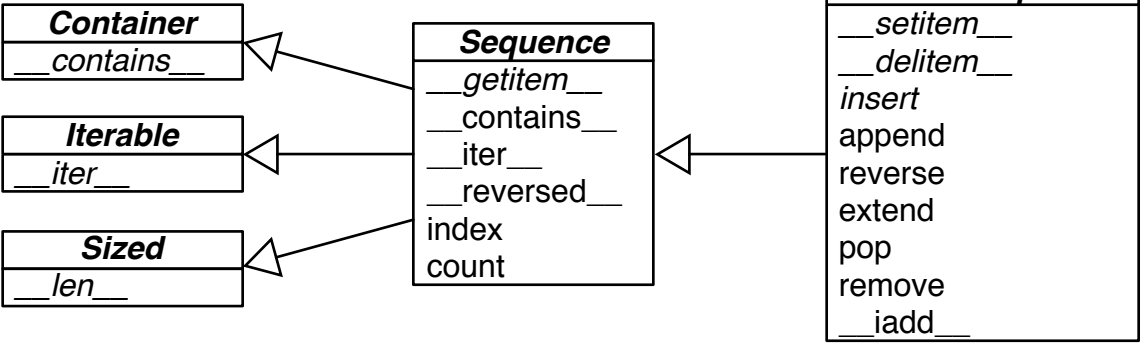 Container
__contains__
Iterable
__iter__
Sized
__len__
Sequence
__getitem__
__contains__
__iter__
__reversed__
index
count
__setitem__
__delitem__
insert
append
reverse
extend
pop
remove
__iadd__